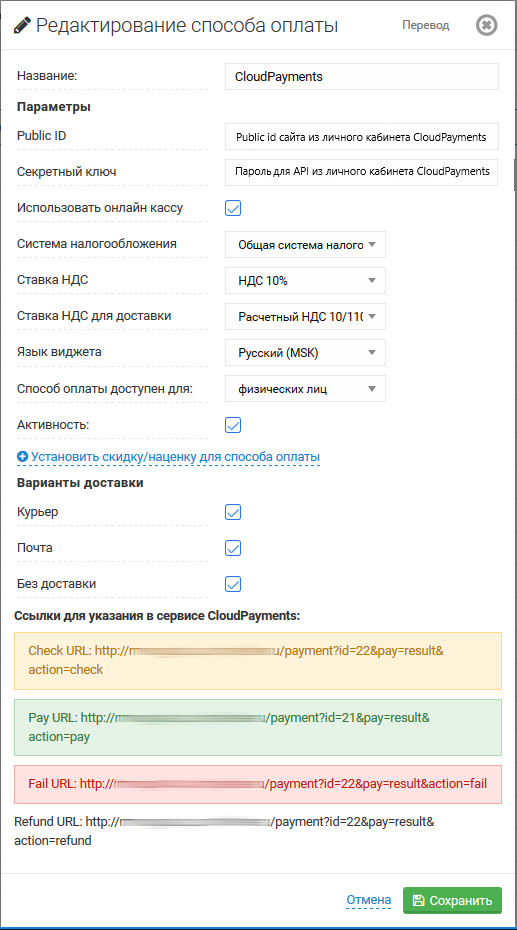 Редактирование способа оплаты Перевод
Название: CloudPayments
Параметры
Public ID Public id сайта из личного кабинета CloudPayments
Секретный ключ Пароль для API из личного кабинета CloudPayments
Использовать онлайн кассу
Система налогообложения Общая система налого
Ставка НДС НДС 10%
Ставка НДС для доставки Расчетный НДС 10/110
Язык виджета Русский (MSK)
Способ оплаты доступен для: физических лиц
Активность:
Установить скидку/наценку для способа оплаты
Варианты доставки
Курьер
Почта
Без доставки
Ссылки для указания в сервисе CloudPayments:
Check URL: http:// u/payment?id=22&pay=result&
action=check
Pay URL: http:// /payment?id=21&pay=result&
action=pay
Fail URL: http:// /payment?id=22&pay=result&action=fail
Refund URL: http:// /payment?id=22&pay=result&
action=refund
Отмена Сохранить